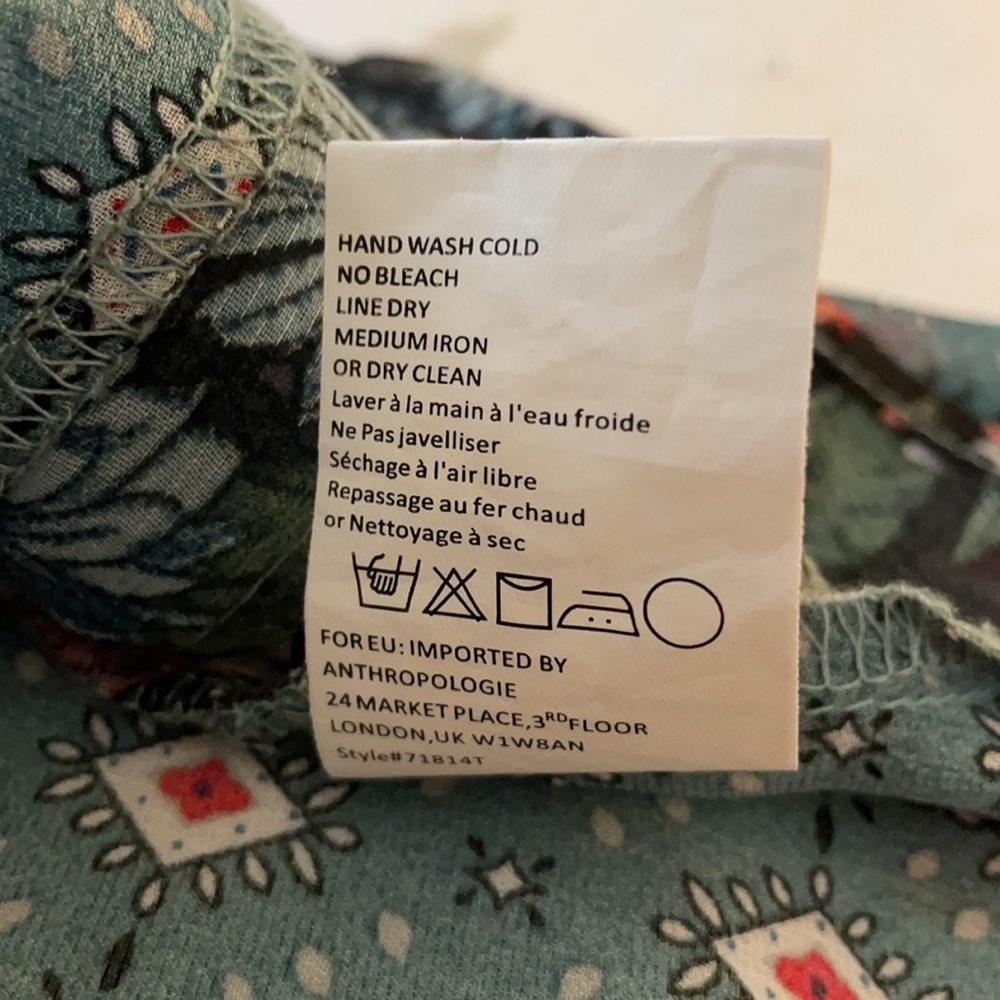 HAND WASH COLD
NO BLEACH
LINE DRY
MEDIUM IRON
OR DRY CLEAN
Laver à la main à l'eau froide
Ne Pas javelliser
Séchage à l'air libre
Repassage au fer chaud
or Nettoyage à sec
FOR EU: IMPORTED BY
ANTHROPOLOGIE
24 MARKET PLACE,3RD FLOOR
LONDON,UK W1W8AN
Style#71814T